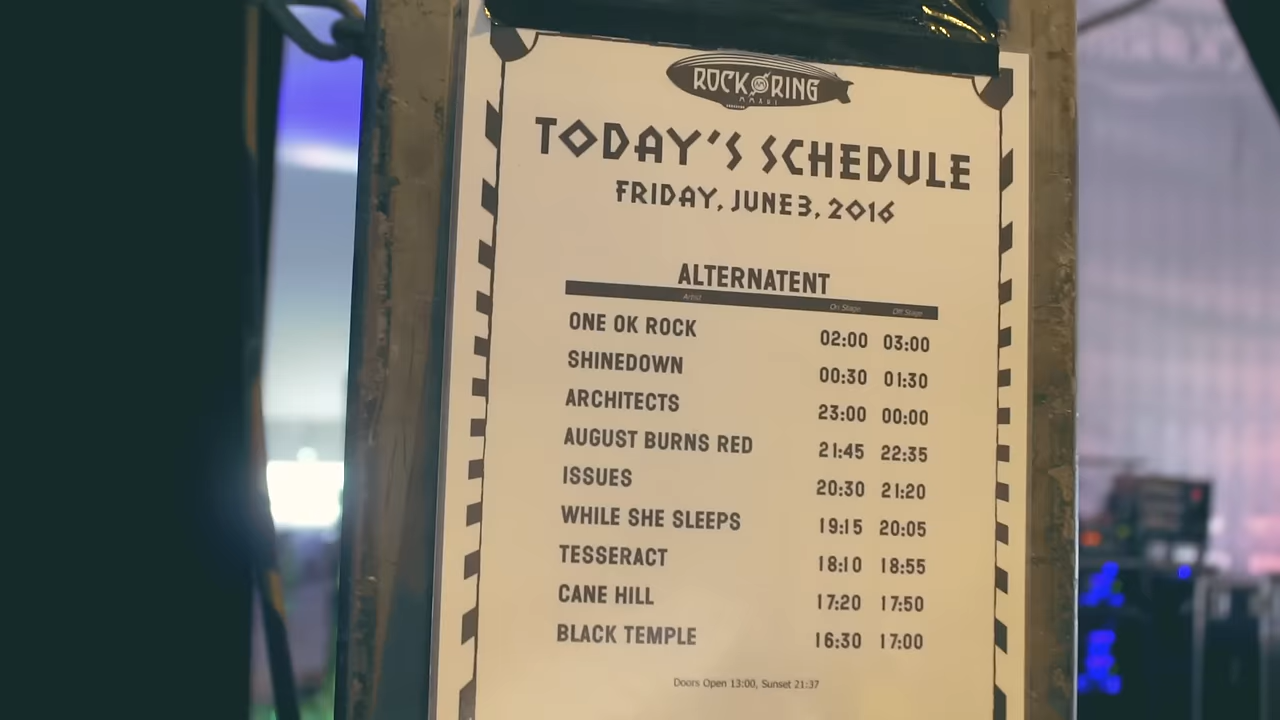 ROCK RING
TODAY'S SCHEDULE
FRIDAY, JUNE 3, 2016
ALTERNATENT
Artist On Stage Off Stage
ONE OK ROCK 02:00 03:00
SHINEDOWN 00:30 01:30
ARCHITECTS 23:00 00:00
AUGUST BURNS RED 21:45 22:35
ISSUES 20:30 21:20
WHILE SHE SLEEPS 19:15 20:05
TESSERACT 18:10 18:55
CANE HILL 17:20 17:50
BLACK TEMPLE 16:30 17:00
Doors Open 13:00, Sunset 21:37